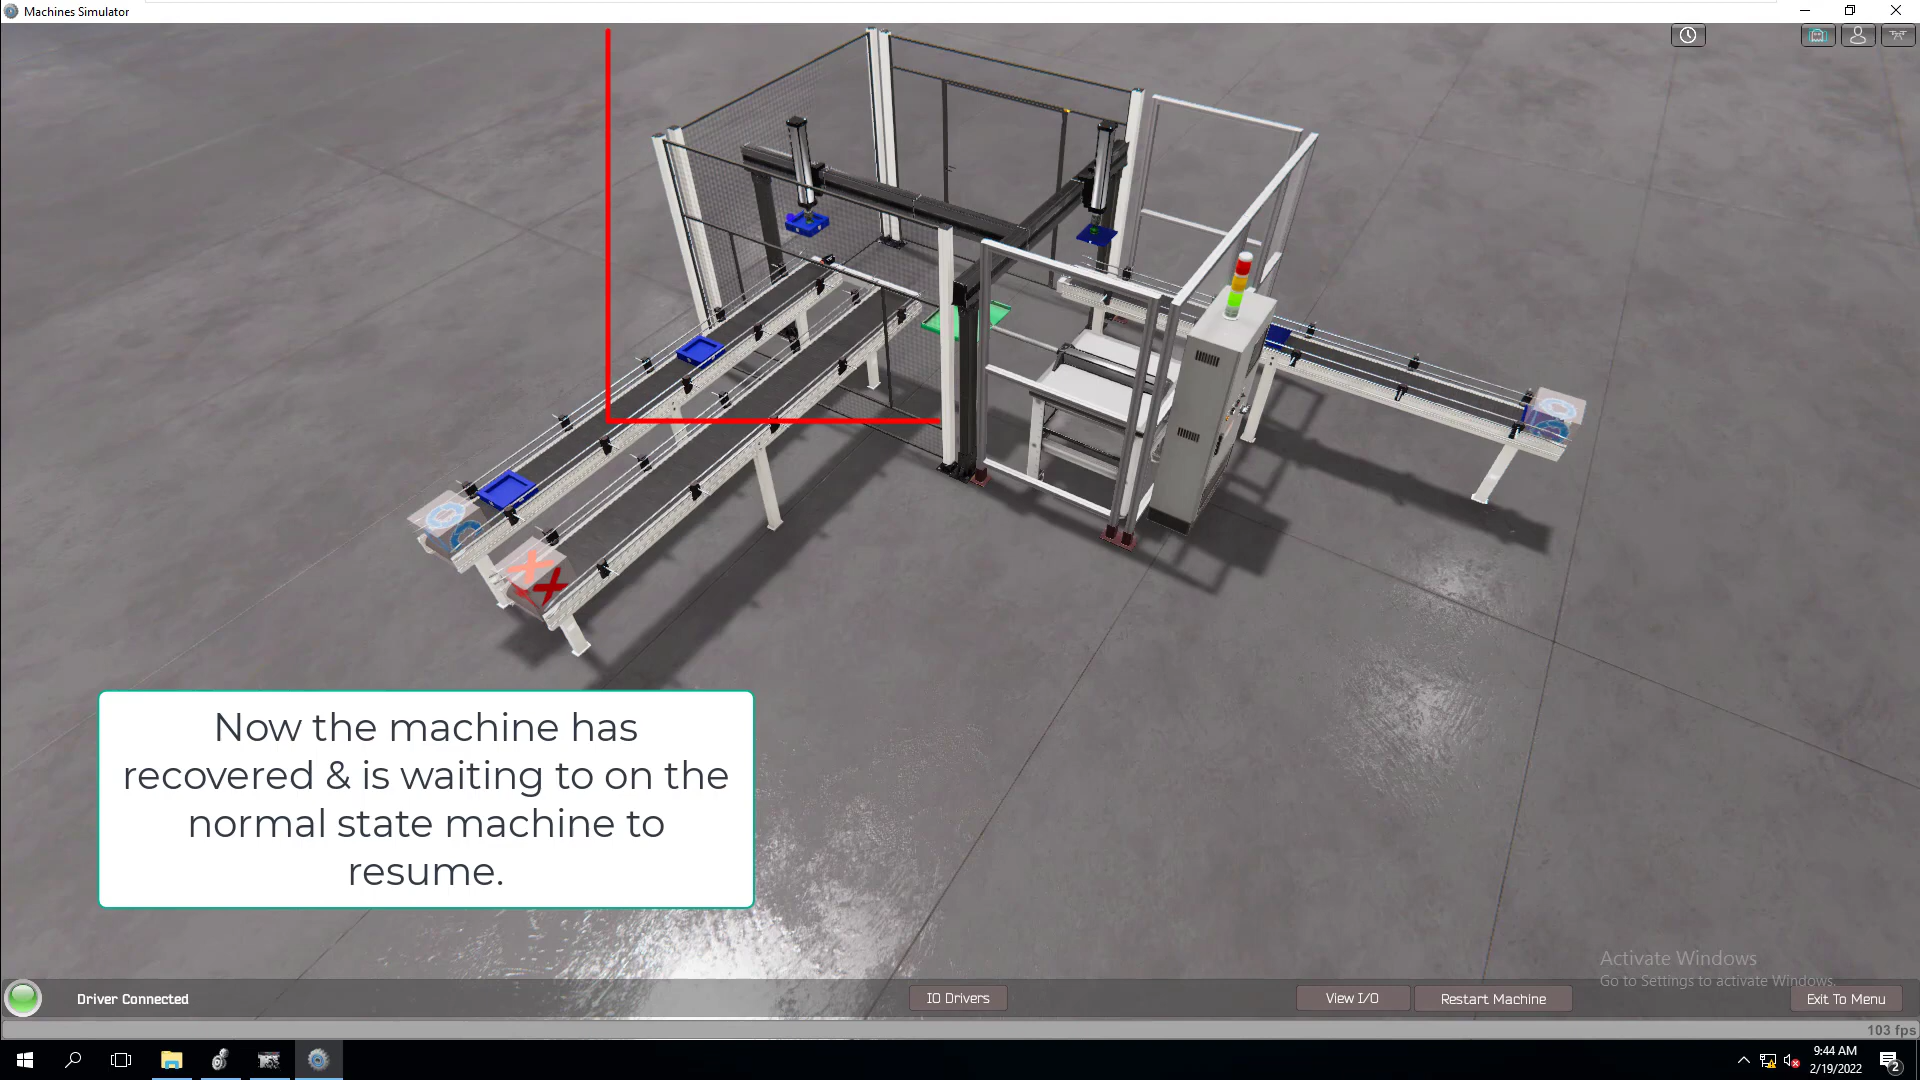 Machines Simulator
Now the machine has
recovered & is waiting to on the
normal state machine to
resume.
Activate Windows
Go to Settings to activate Windows.
Driver Connected
IO Drivers
View I/O
Restart Machine
Exit To Menu
103 fps
9:44 AM
2/19/2022
2